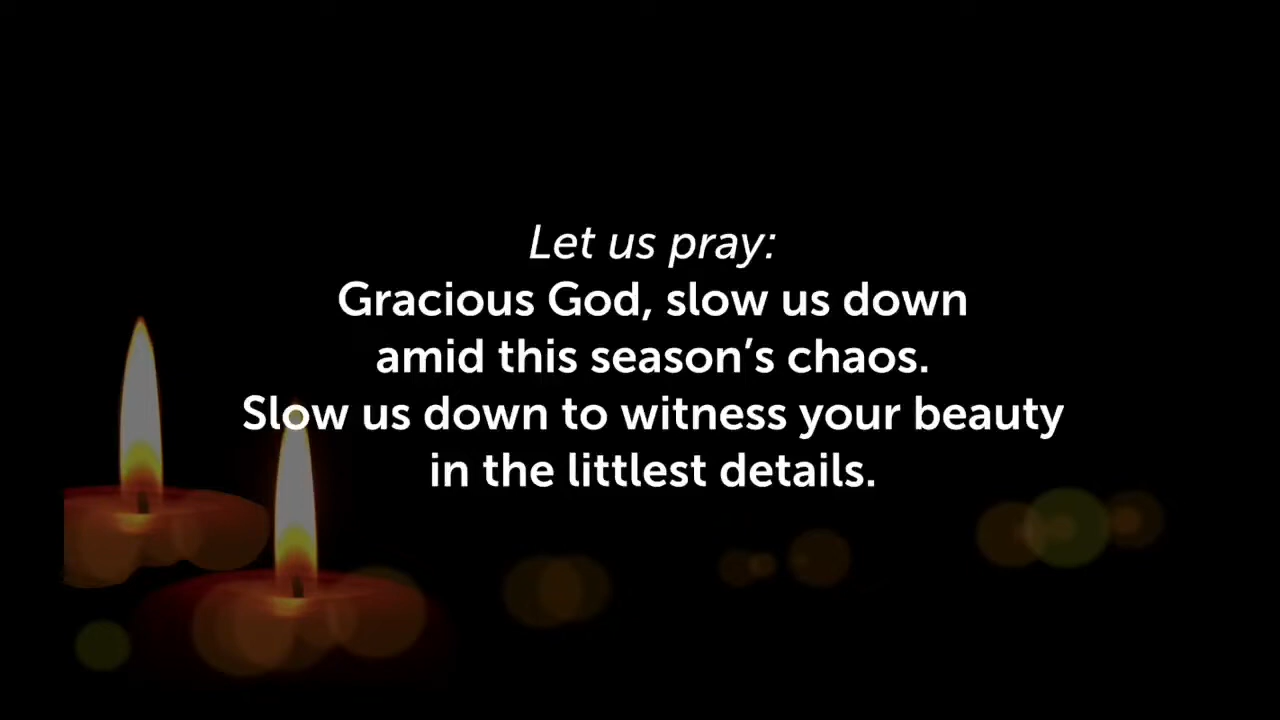 Let us pray:
Gracious God, slow us down
amid this season’s chaos.
Slow us down to witness your beauty
in the littlest details.